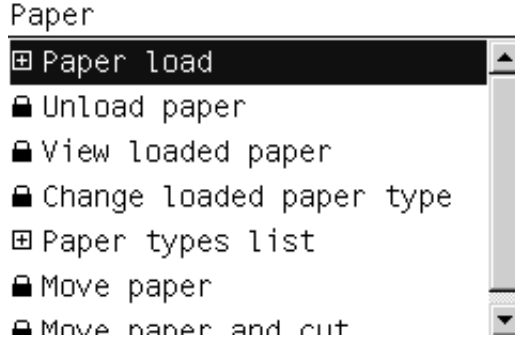 Paper
Paper load
Unload paper
View loaded paper
Change loaded paper type
Paper types list
Move paper
Move paper and cut